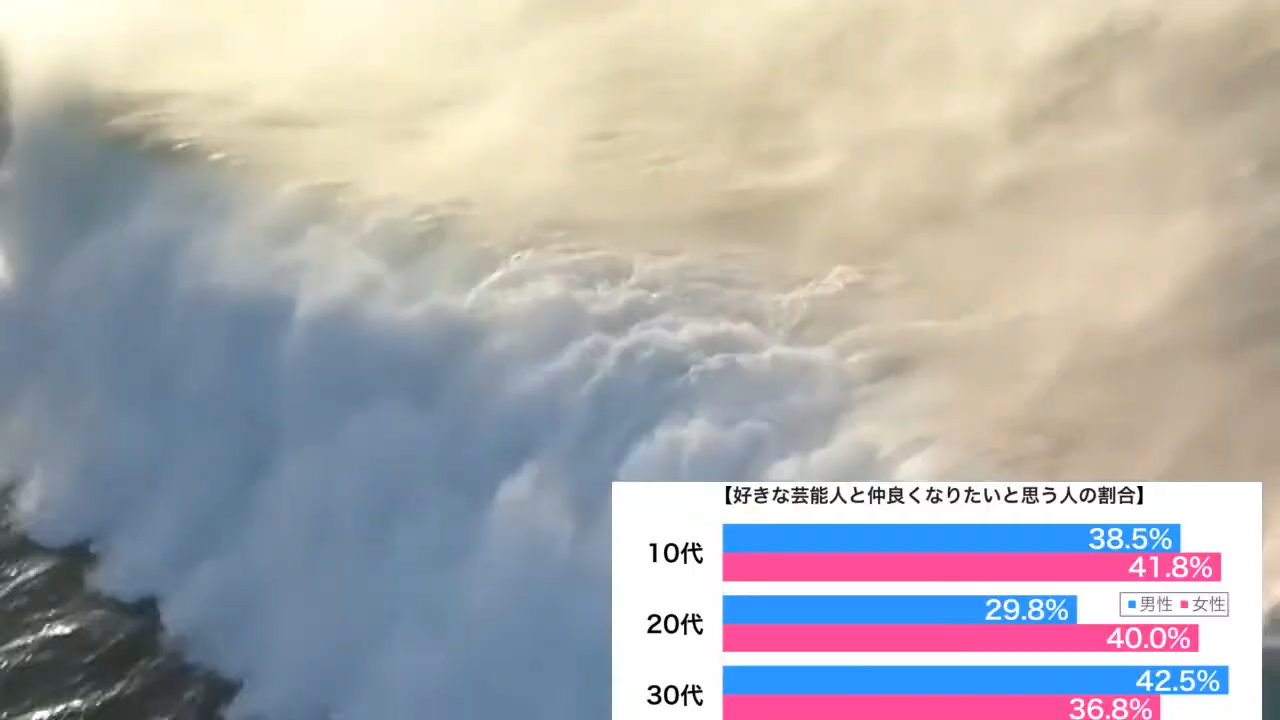 【好きな芸能人と仲良くなりたいと思う人の割合】
10代
38.5%
41.8%
20代
29.8%
40.0%
男性 女性
30代
42.5%
36.8%